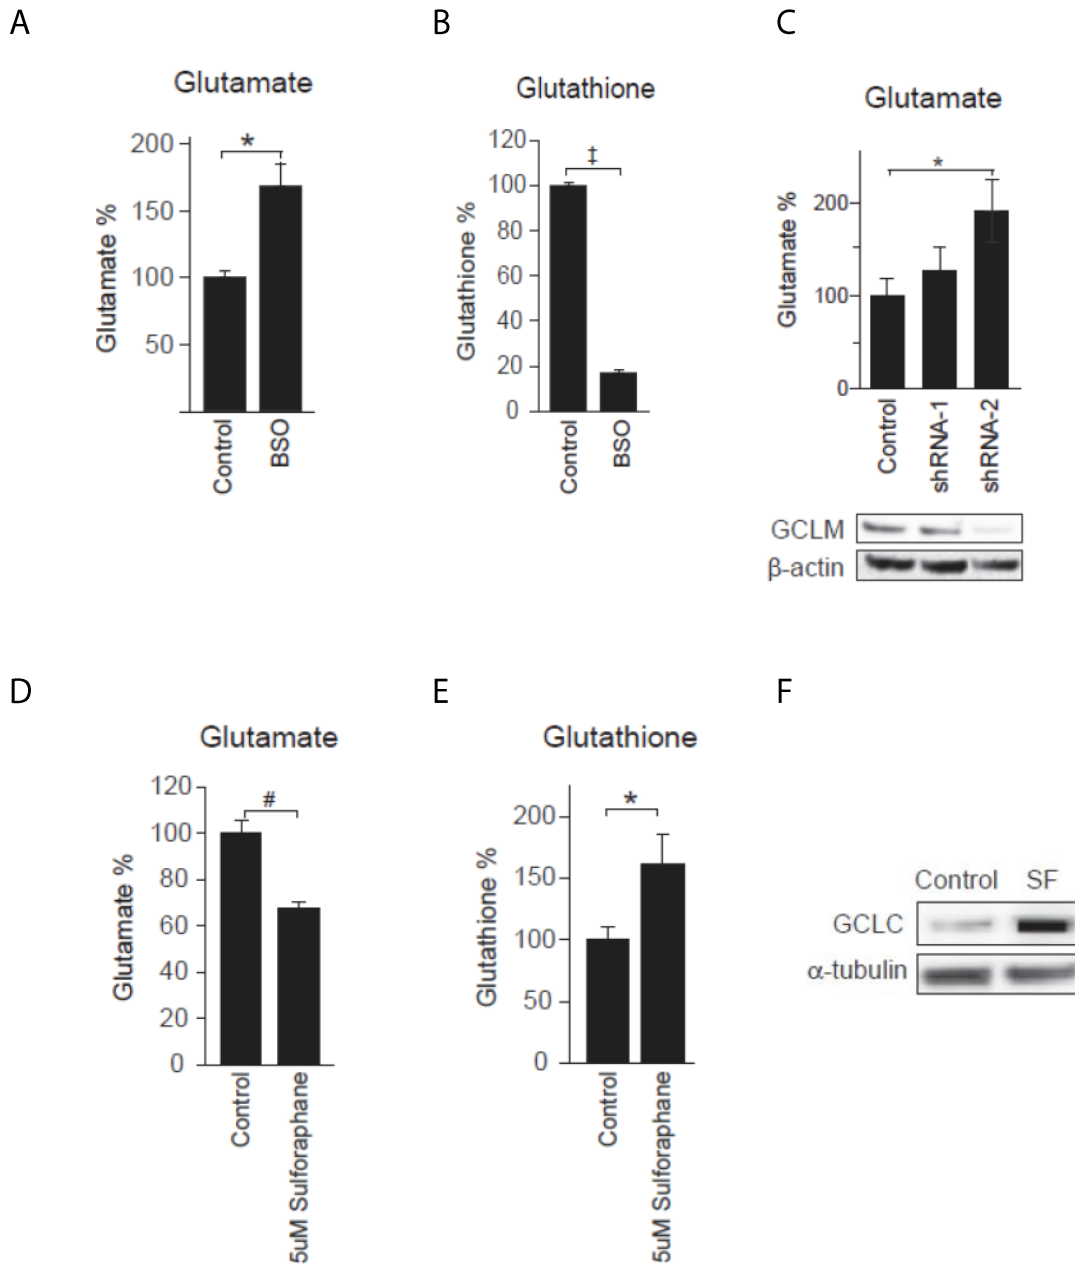 A
B
C
Glutamate
Glutathione
Glutamate
200
150
100
50
Glutamate %
*
Control
BSO
120
100
80
60
40
20
0
Glutathione %
‡
Control
BSO
200
100
0
Glutamate %
*
Control
shRNA-1
shRNA-2
GCLM
β-actin
D
E
F
Glutamate
Glutathione
120
100
80
60
40
20
0
Glutamate %
#
Control
5uM Sulforaphane
200
150
100
50
0
Glutathione %
*
Control
5uM Sulforaphane
Control SF
GCLC
α-tubulin